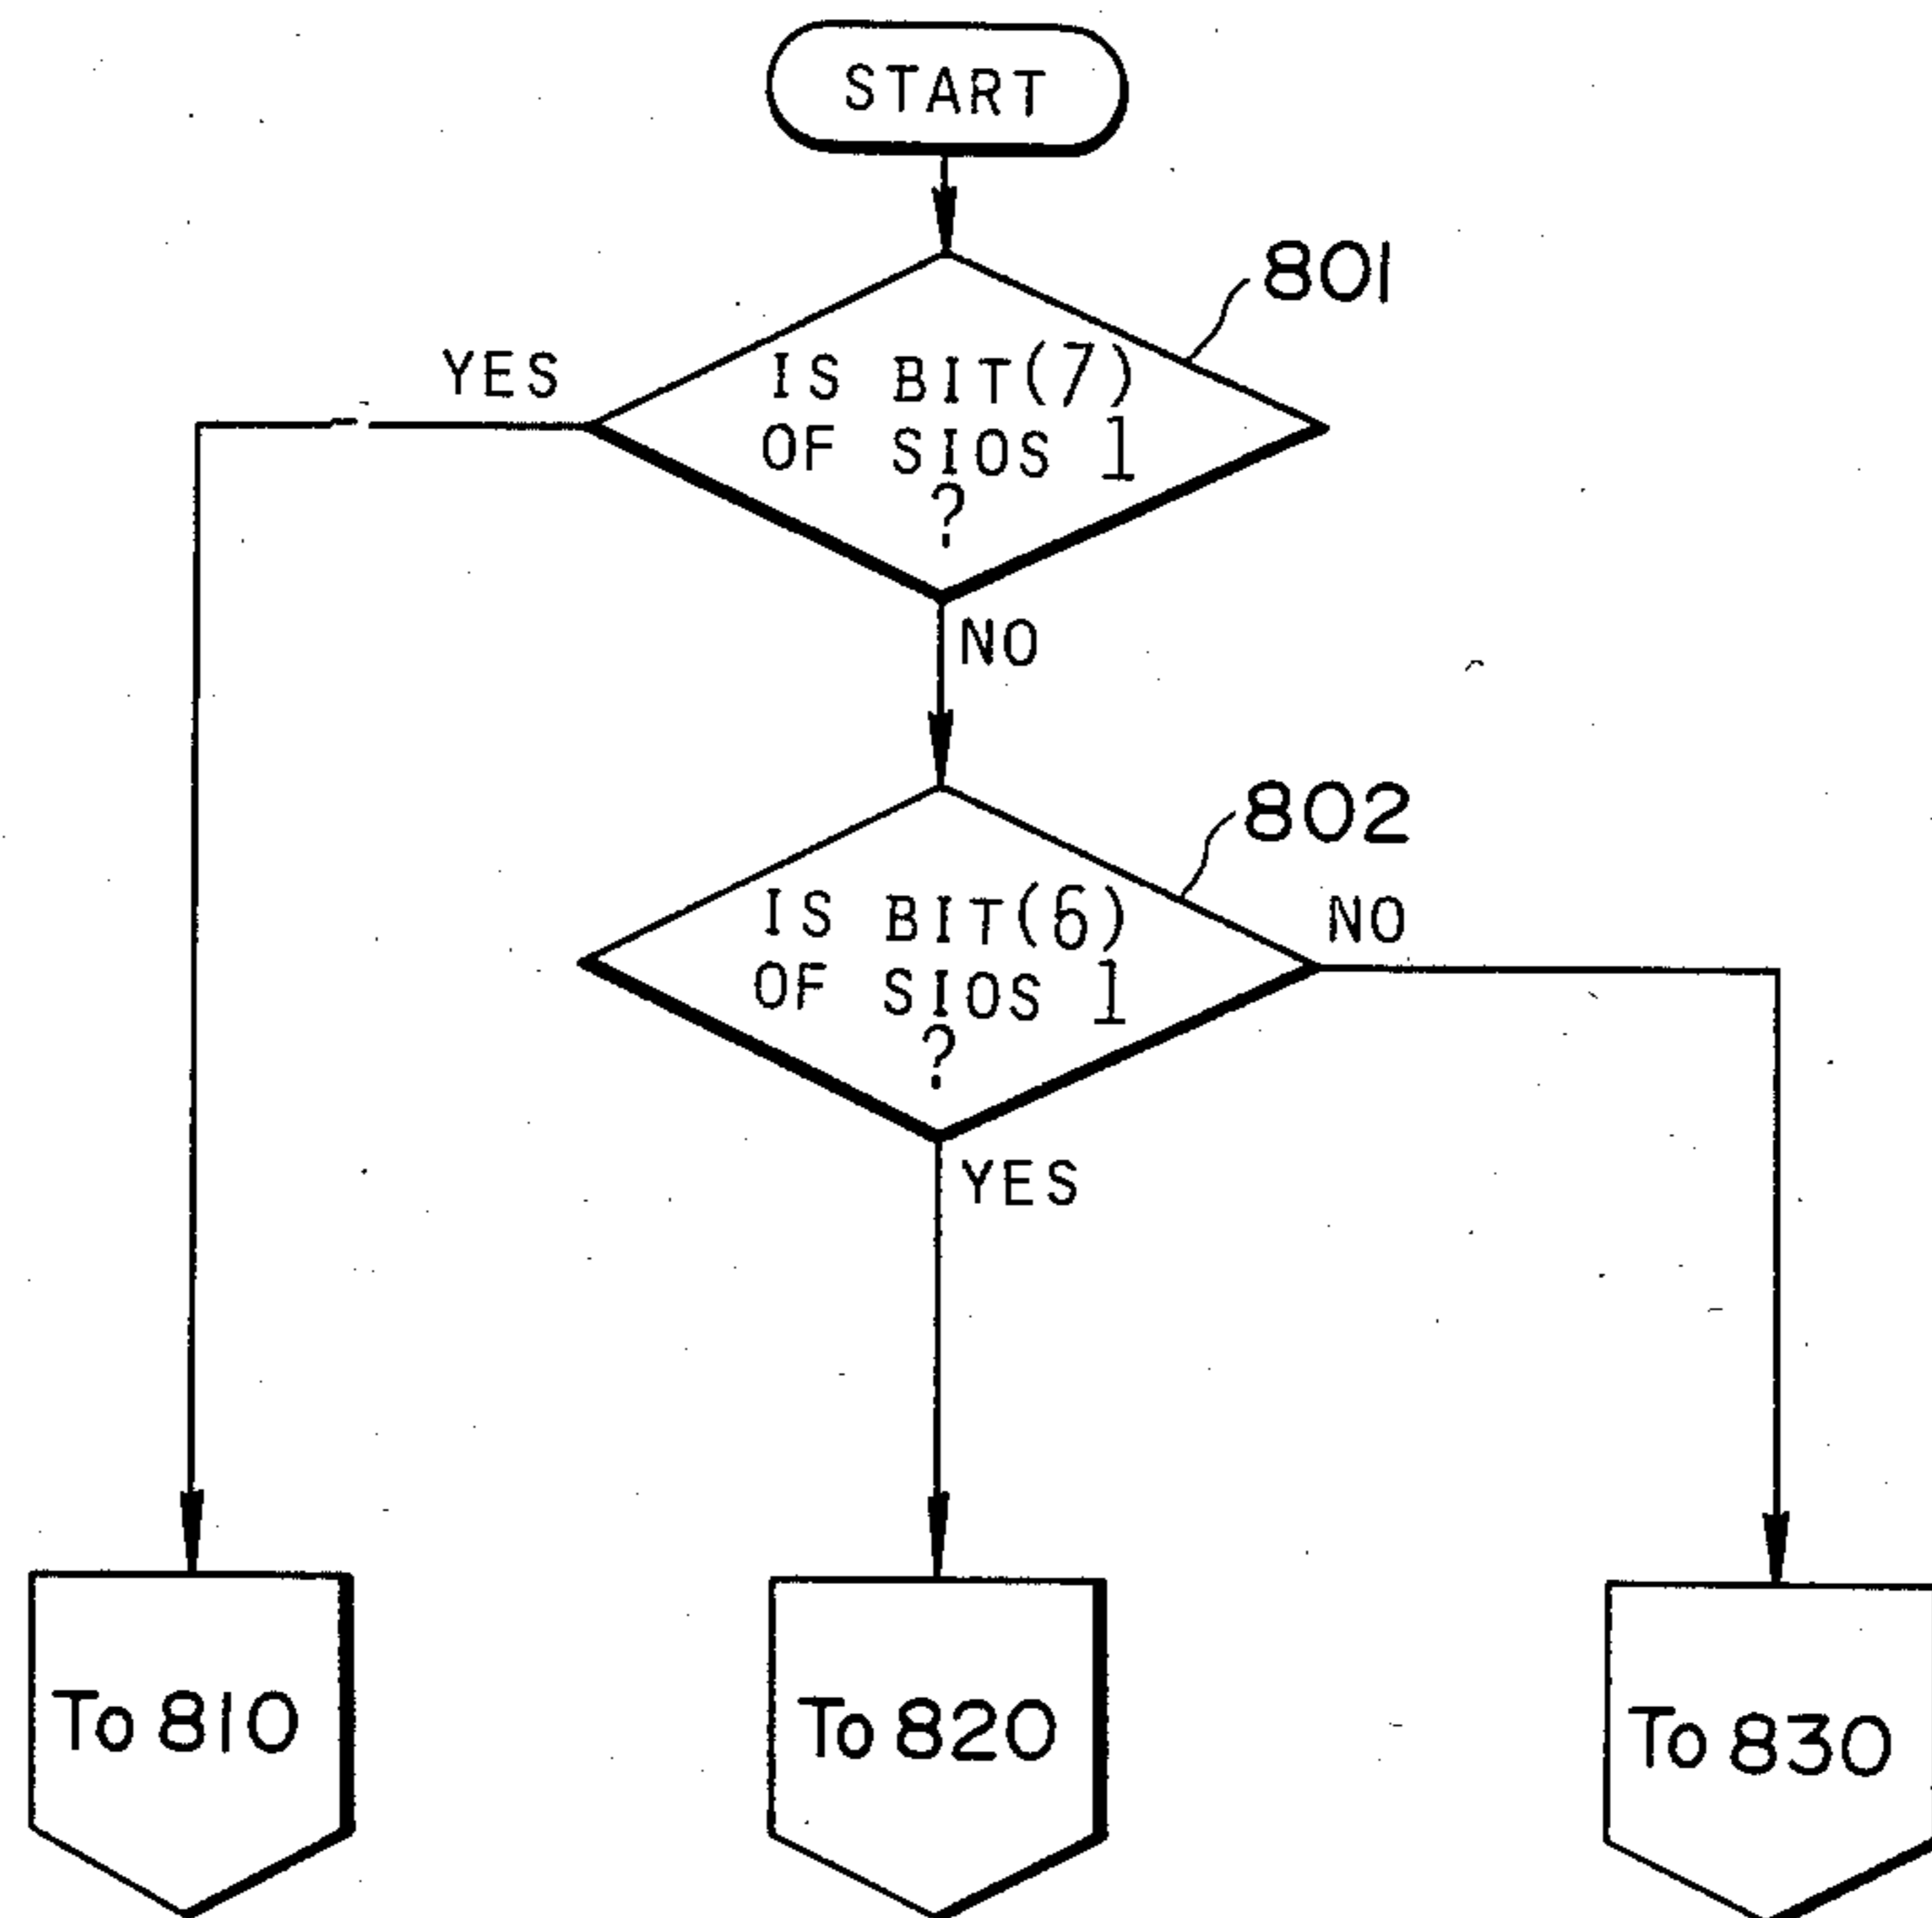 START
801
YES
IS BIT(7)
OF SIOS 1
?
NO
802
IS BIT(6)
OF SIOS 1
?
NO
YES
To 810
To 820
To 830